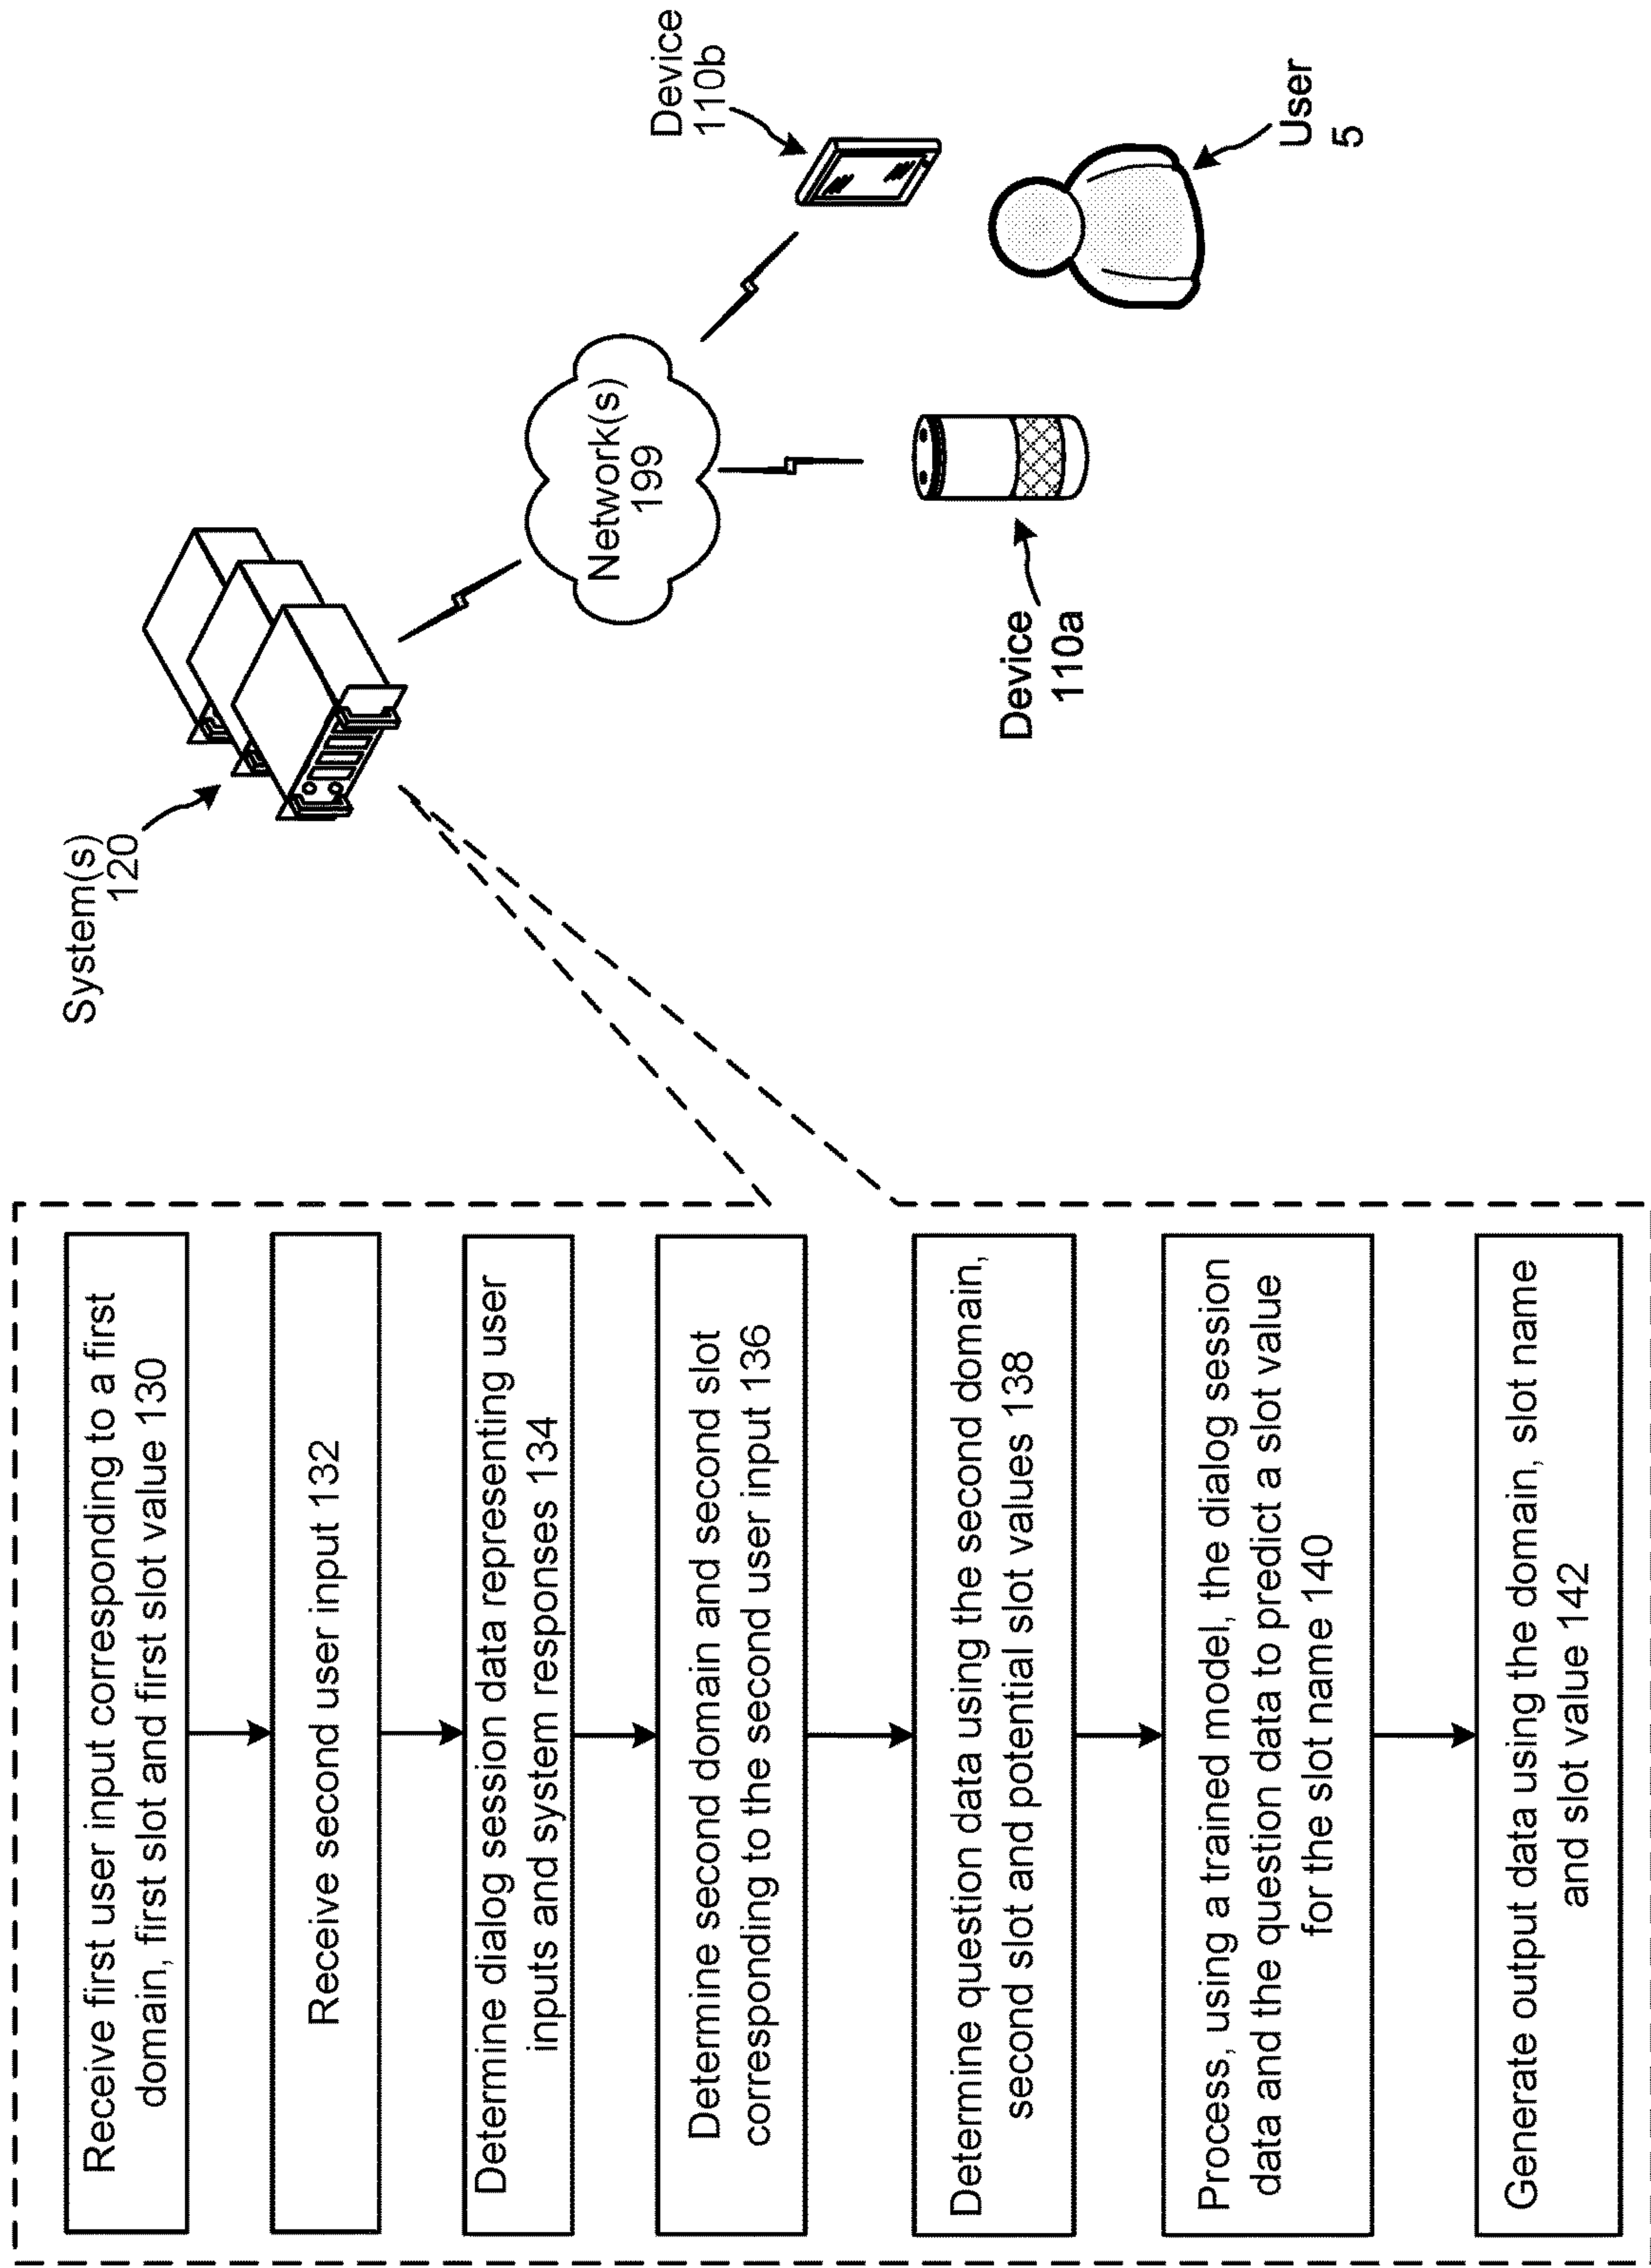 Receive first user input corresponding to a first
domain, first slot and first slot value 130
Receive second user input 132
Determine dialog session data representing user
inputs and system responses 134
Determine second domain and second slot
corresponding to the second user input 136
Determine question data using the second domain,
second slot and potential slot values 138
Process, using a trained model, the dialog session
data and the question data to predict a slot value
for the slot name 140
Generate output data using the domain, slot name
and slot value 142
System(s)
120
Network(s)
199
Device
110a
Device
110b
User
5